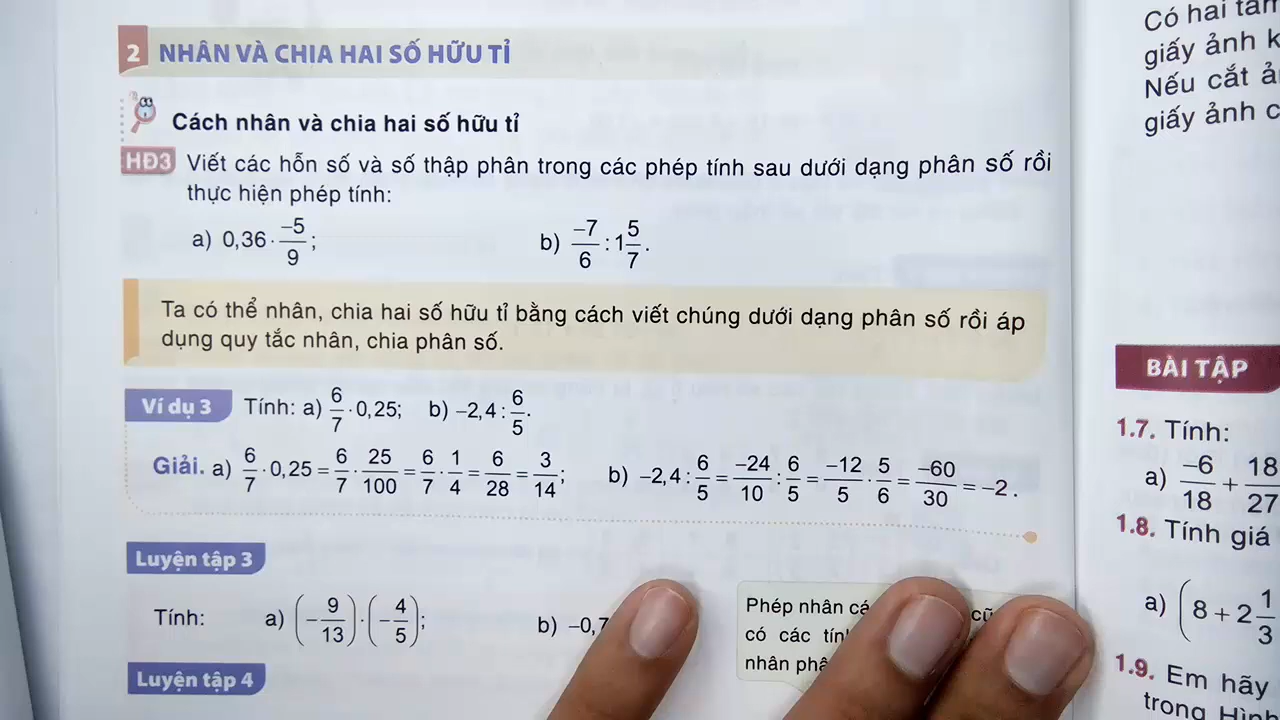 2 NHÂN VÀ CHIA HAI SỐ HỮU TỈ
Cách nhân và chia hai số hữu tỉ
HĐ3 Viết các hỗn số và số thập phân trong các phép tính sau dưới dạng phân số rồi
thực hiện phép tính:
a) 0,36 · −5/9; b) −7/6 : 1 5/7.
Ta có thể nhân, chia hai số hữu tỉ bằng cách viết chúng dưới dạng phân số rồi áp
dụng quy tắc nhân, chia phân số.
Ví dụ 3 Tính: a) 6/7 · 0,25; b) −2,4 : 6/5.
Giải. a) 6/7 · 0,25 = 6/7 · 25/100 = 6/7 · 1/4 = 6/28 = 3/14; b) −2,4 : 6/5 = −24/10 : 6/5 = −12/5 · 5/6 = −60/30 = −2.
Luyện tập 3
Tính: a) (−9/13) · (−4/5); b) −0,7
Phép nhân
có các
nhân
Luyện tập 4
Có hai
giấy ảnh
Nếu cắt
giấy ảnh
BÀI TẬP
1.7. Tính:
a) −6/18 + 18/27
1.8. Tính giá
a) (8 + 2 1/3
1.9. Em hãy
trong